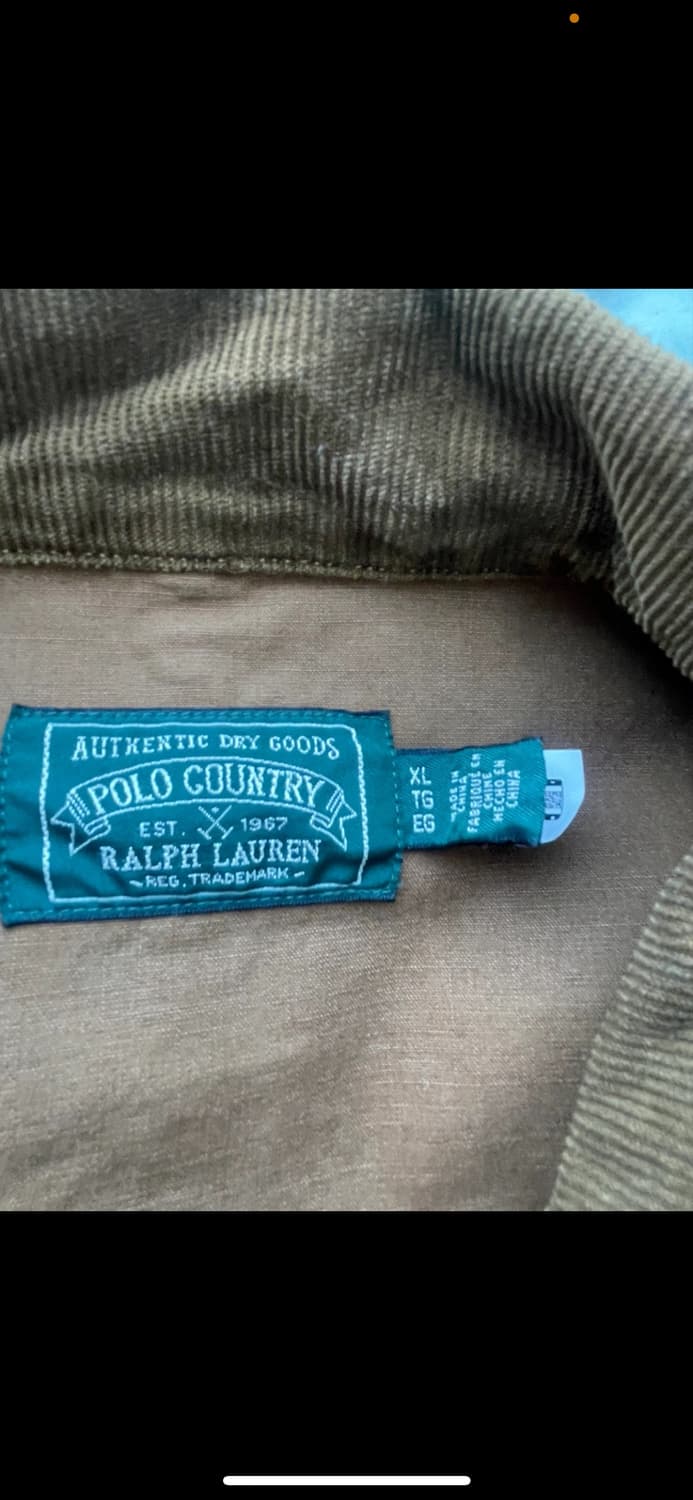 AUTHENTIC DRY GOODS
POLO COUNTRY
EST. 1967
RALPH LAUREN
REG. TRADEMARK
XL
TG
EG
MADE IN
CHINA
FABRIQUÉ EN
CHINE
HECHO EN
CHINA